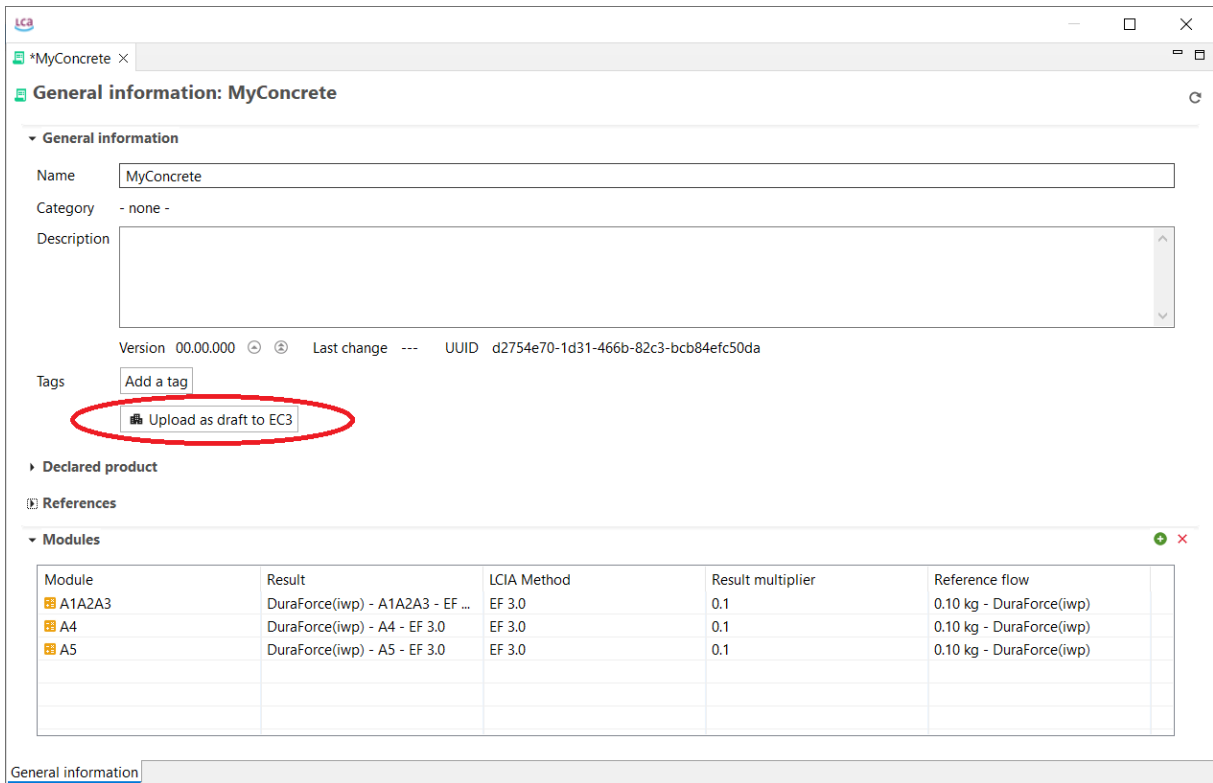 LCA
*MyConcrete
General information: MyConcrete
General information
Name MyConcrete
Category - none -
Description
Version 00.00.000 Last change --- UUID d2754e70-1d31-466b-82c3-bcb84efc50da
Tags Add a tag
Upload as draft to EC3
Declared product
References
Modules
Module Result LCIA Method Result multiplier Reference flow
A1A2A3 DuraForce(iwp) - A1A2A3 - EF ... EF 3.0 0.1 0.10 kg - DuraForce(iwp)
A4 DuraForce(iwp) - A4 - EF 3.0 EF 3.0 0.1 0.10 kg - DuraForce(iwp)
A5 DuraForce(iwp) - A5 - EF 3.0 EF 3.0 0.1 0.10 kg - DuraForce(iwp)
General information